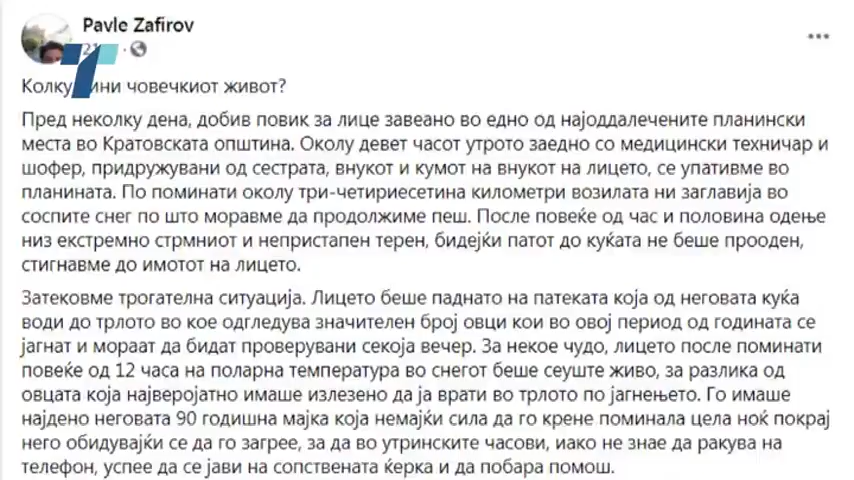 Pavle Zafirov
21
Колку ини човечкиот живот?
Пред неколку дена, добив повик за лице завеано во едно од најоддалечените планински
места во Кратовската општина. Околу девет часот утрото заедно со медицински техничар и
шофер, придружувани од сестрата, внукот и кумот на внукот на лицето, се упативме во
планината. По поминати околу три-четириесетина километри возилата ни заглавија во
соспите снег по што моравме да продолжиме пеш. После повеќе од час и половина одење
низ екстремно стрмниот и непристапен терен, бидејќи патот до куќата не беше прооден,
стигнавме до имотот на лицето.
Затековме трогателна ситуација. Лицето беше паднато на патеката која од неговата куќа
води до трлото во кое одгледува значителен број овци кои во овој период од годината се
јагнат и мораат да бидат проверувани секоја вечер. За некое чудо, лицето после поминати
повеќе од 12 часа на поларна температура во снегот беше сеуште живо, за разлика од
овцата која најверојатно имаше излезено да ја врати во трлото по јагнењето. Го имаше
најдено неговата 90 годишна мајка која немајќи сила да го крене поминала цела ноќ покрај
него обидувајќи се да го загрее, за да во утринските часови, иако не знае да ракува на
телефон, успее да се јави на сопствената ќерка и да побара помош.